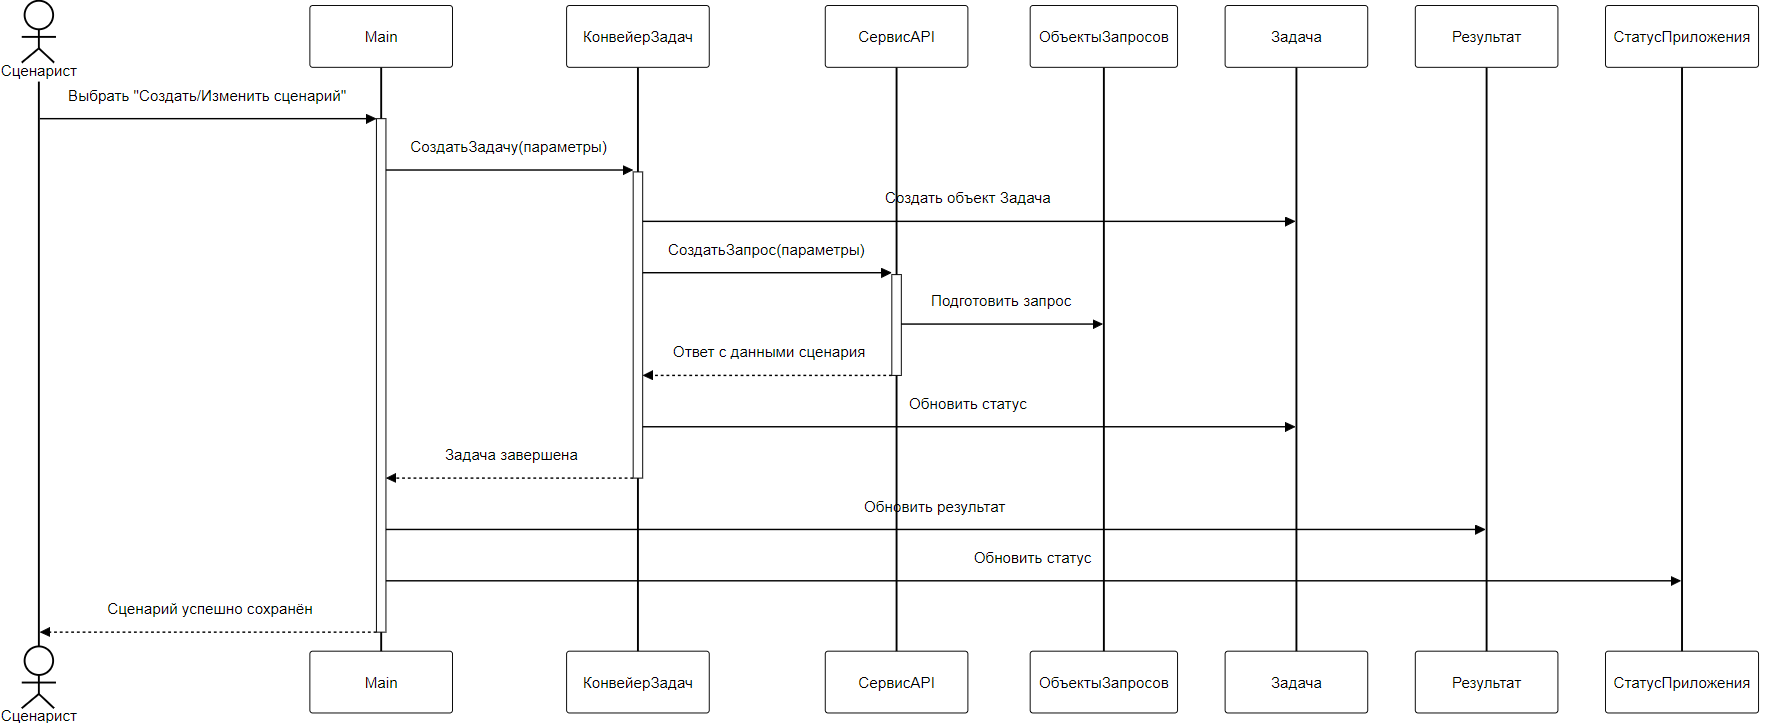 Сценарист
Main
КонвейерЗадач
СервисAPI
ОбъектыЗапросов
Задача
Результат
СтатусПриложения
Выбрать "Создать/Изменить сценарий"
СоздатьЗадачу(параметры)
Создать объект Задача
СоздатьЗапрос(параметры)
Подготовить запрос
Ответ с данными сценария
Обновить статус
Задача завершена
Обновить результат
Обновить статус
Сценарий успешно сохранён
Сценарист
Main
КонвейерЗадач
СервисAPI
ОбъектыЗапросов
Задача
Результат
СтатусПриложения